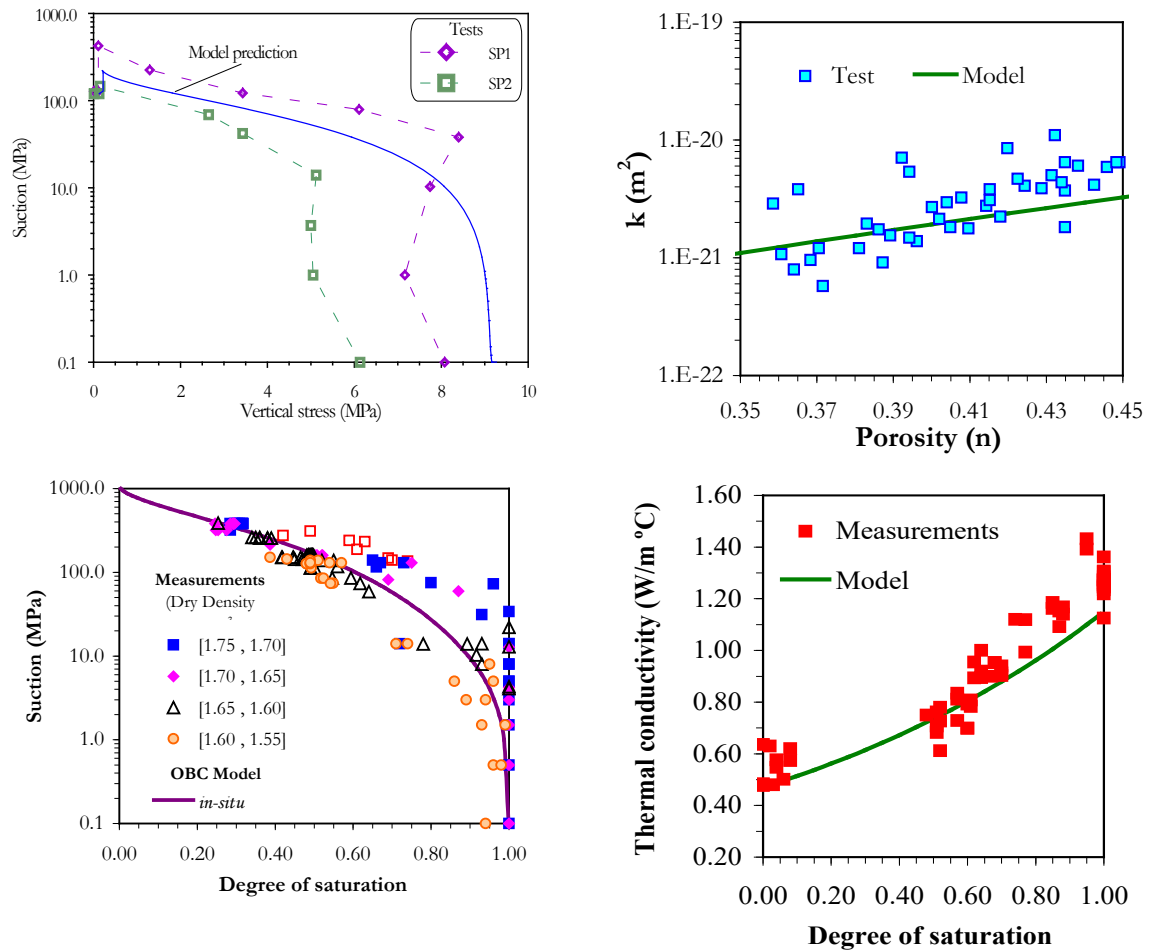 1000.0
100.0
10.0
1.0
0.1
Suction (MPa)
Model prediction
Tests
SP1
SP2
0 2 4 6 8 10
Vertical stress (MPa)
1.E-19
1.E-20
1.E-21
1.E-22
k (m²)
Test Model
0.35 0.37 0.39 0.41 0.43 0.45
Porosity (n)
1000.0
100.0
10.0
1.0
0.1
Suction (MPa)
Measurements
(Dry Density
[1.75 , 1.70]
[1.70 , 1.65]
[1.65 , 1.60]
[1.60 , 1.55]
OBC Model
in-situ
0.00 0.20 0.40 0.60 0.80 1.00
Degree of saturation
1.60
1.40
1.20
1.00
0.80
0.60
0.40
0.20
Thermal conductivity (W/m ºC)
Measurements
Model
0.00 0.20 0.40 0.60 0.80 1.00
Degree of saturation